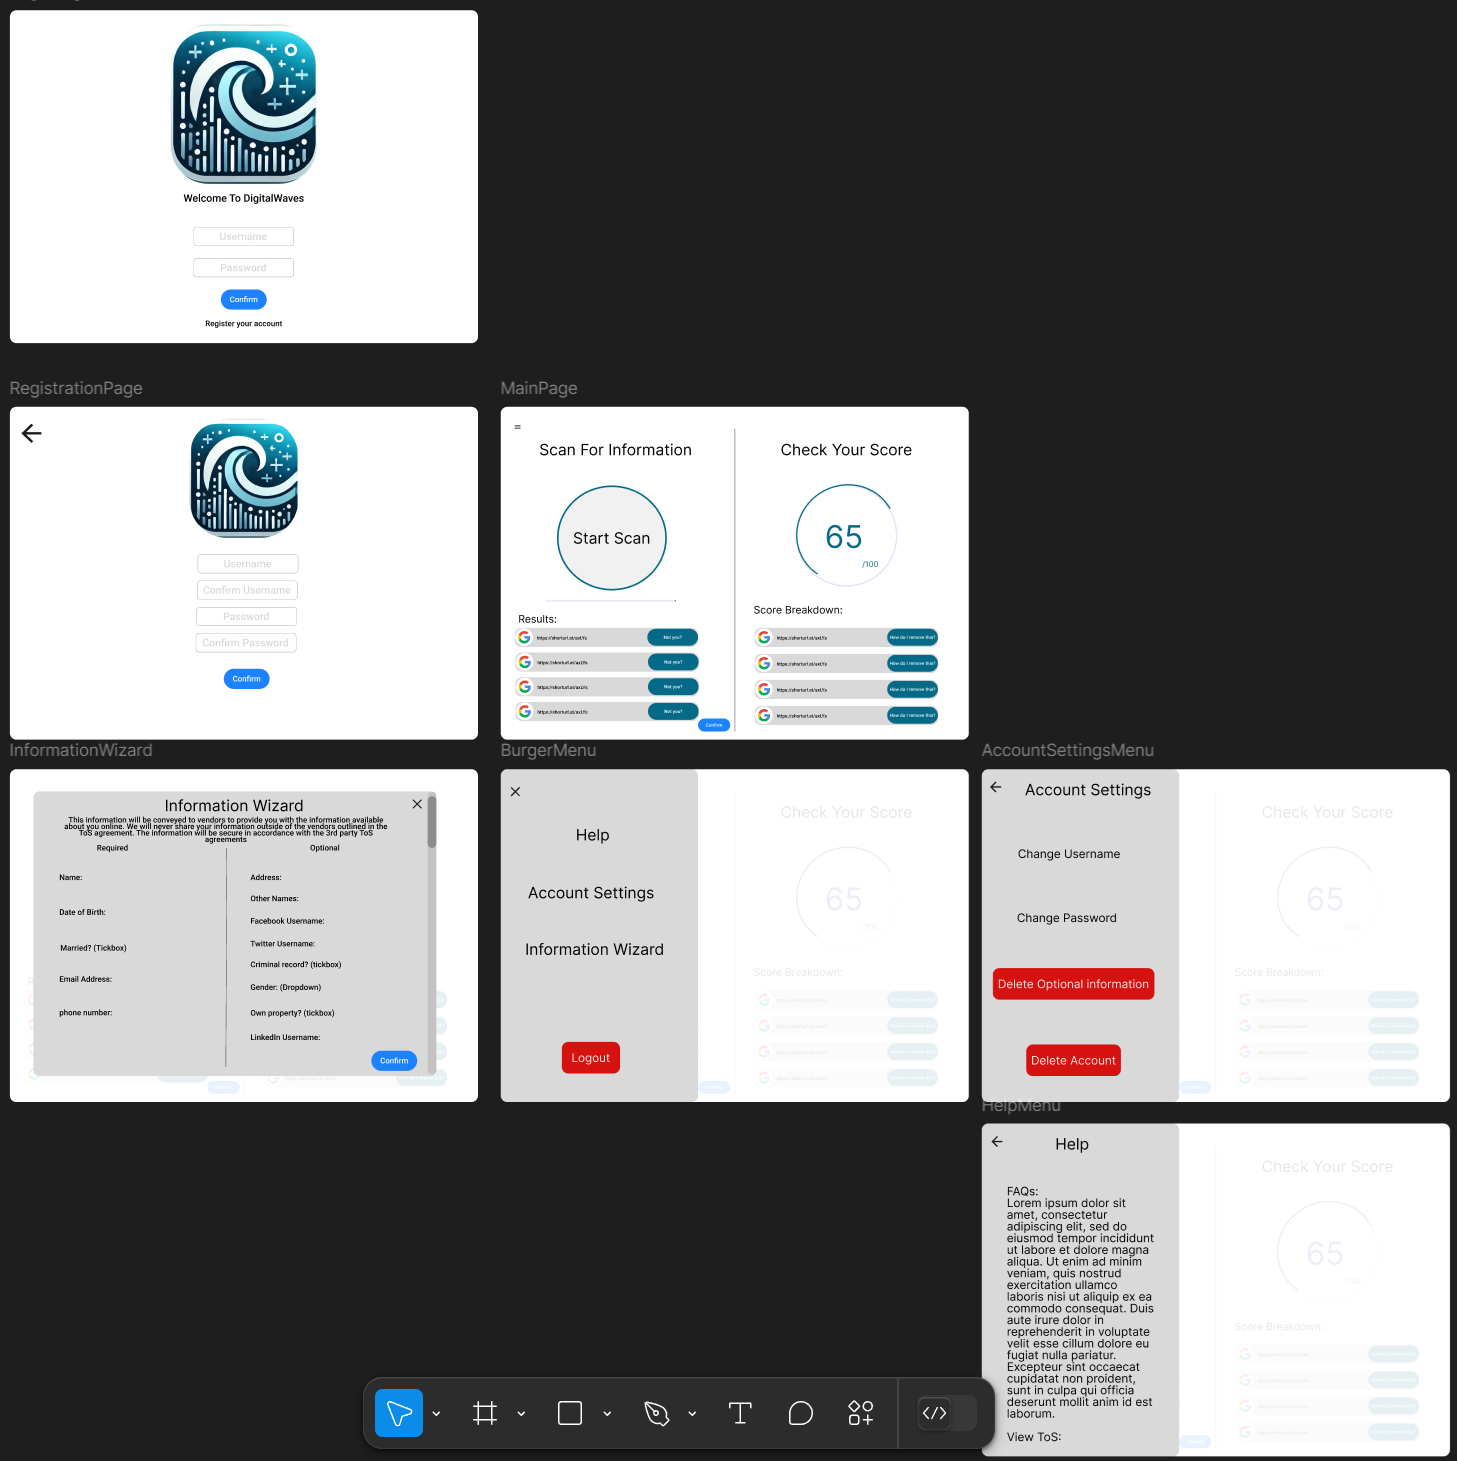 Welcome To DigitalWaves
Username
Password
Confirm
Register your account
RegistrationPage
Username
Confirm Username
Password
Confirm Password
Confirm
MainPage
Scan For Information
Start Scan
Results:
https://shorturl.at/axLYs
Not you?
https://shorturl.at/axLYs
Not you?
https://shorturl.at/axLYs
Not you?
https://shorturl.at/axLYs
Not you?
Confirm
Check Your Score
65
/100
Score Breakdown:
https://shorturl.at/axLYs
How do I remove this?
https://shorturl.at/axLYs
How do I remove this?
https://shorturl.at/axLYs
How do I remove this?
https://shorturl.at/axLYs
How do I remove this?
InformationWizard
Information Wizard
This information will be conveyed to vendors to provide you with the information available
about you online. We will never share your information outside of the vendors outlined in the
ToS agreement. The information will be secure in accordance with the 3rd party ToS
agreements
Required
Name:
Date of Birth:
Married? (Tickbox)
Email Address:
phone number:
Optional
Address:
Other Names:
Facebook Username:
Twitter Username:
Criminal record? (tickbox)
Gender: (Dropdown)
Own property? (tickbox)
LinkedIn Username:
Confirm
BurgerMenu
Help
Account Settings
Information Wizard
Logout
Check Your Score
65
/100
Score Breakdown:
AccountSettingsMenu
Account Settings
Change Username
Change Password
Delete Optional information
Delete Account
Check Your Score
65
/100
Score Breakdown:
HelpMenu
Help
FAQs:
Lorem ipsum dolor sit
amet, consectetur
adipiscing elit, sed do
eiusmod tempor incididunt
ut labore et dolore magna
aliqua. Ut enim ad minim
veniam, quis nostrud
exercitation ullamco
laboris nisi ut aliquip ex ea
commodo consequat. Duis
aute irure dolor in
reprehenderit in voluptate
velit esse cillum dolore eu
fugiat nulla pariatur.
Excepteur sint occaecat
cupidatat non proident,
sunt in culpa qui officia
deserunt mollit anim id est
laborum.
View ToS:
Check Your Score
65
/100
Score Breakdown: